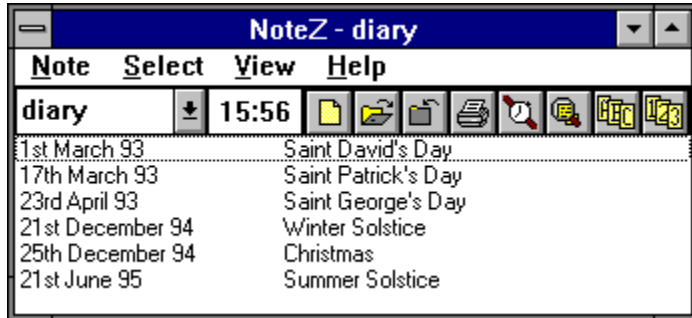 NoteZ - diary
Note Select View Help
diary 15:56 ABC 123
1st March 93 Saint David's Day
17th March 93 Saint Patrick's Day
23rd April 93 Saint George's Day
21st December 94 Winter Solstice
25th December 94 Christmas
21st June 95 Summer Solstice